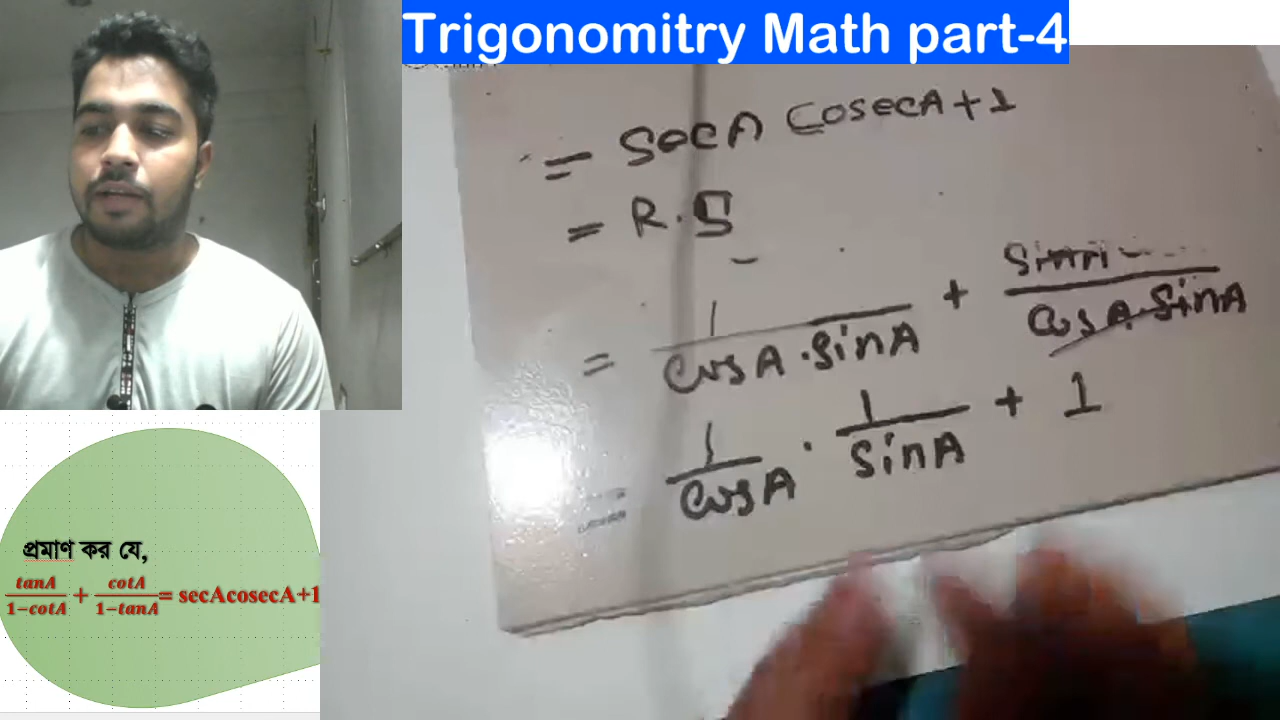 Trigonomitry Math part-4
= SecA CosecA + 1
= R.S
= 1/CosA . SinA + /CosA . SinA
= 1/CosA . 1/SinA + 1
প্রমাণ কর যে,
tanA/1−cotA + cotA/1−tanA = secAcosecA+1